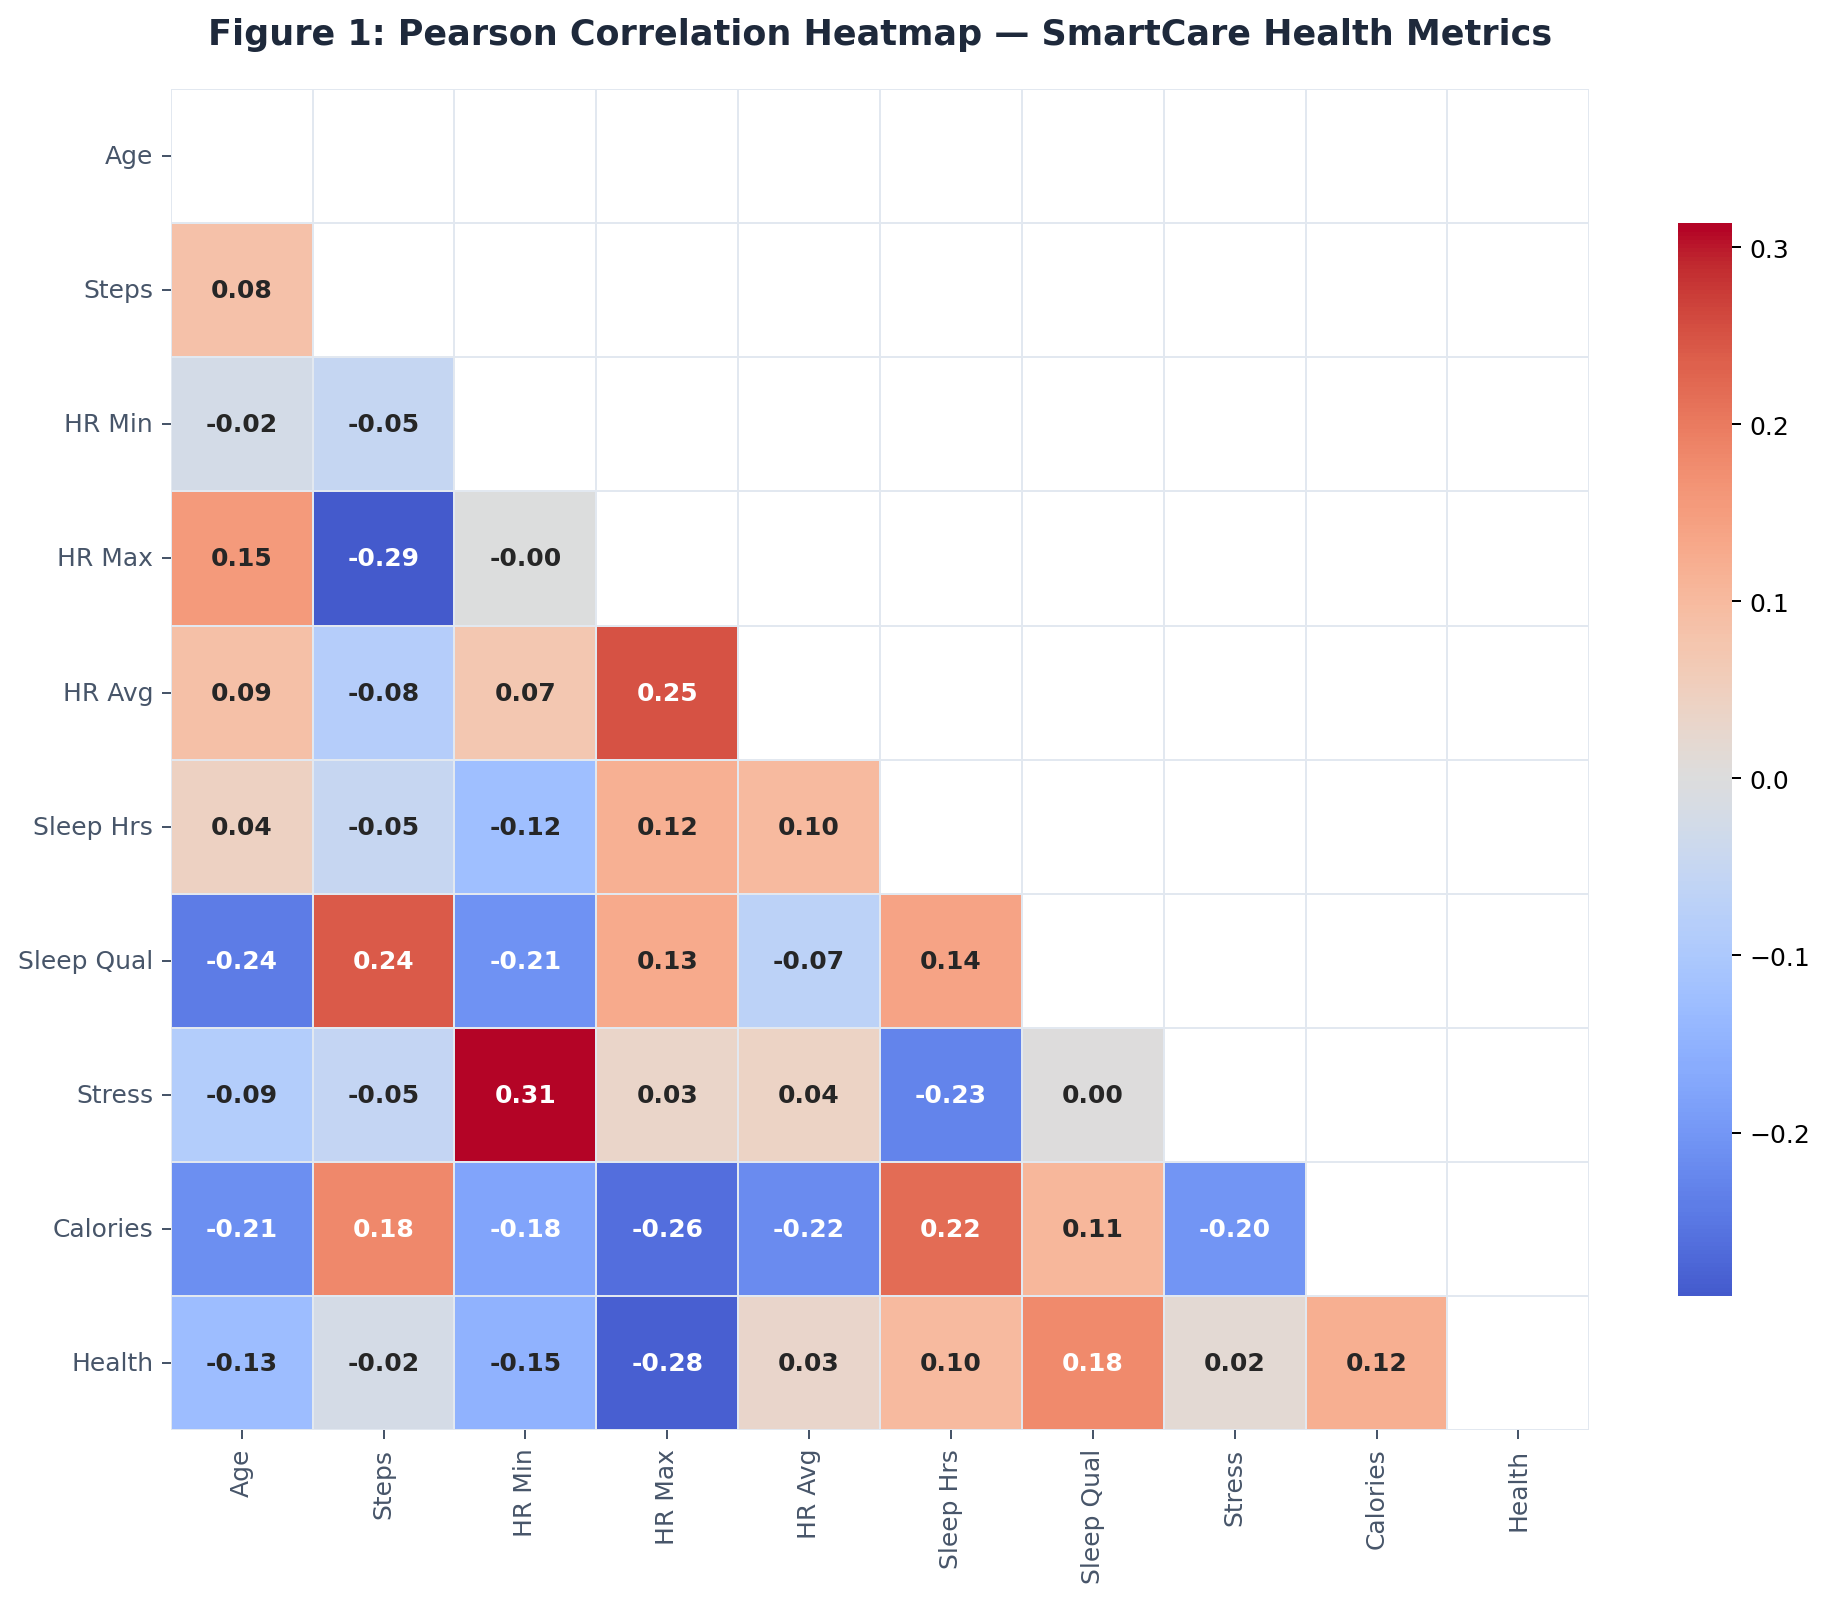 Figure 1: Pearson Correlation Heatmap — SmartCare Health Metrics
Age
Steps 0.08
HR Min -0.02 -0.05
HR Max 0.15 -0.29 -0.00
HR Avg 0.09 -0.08 0.07 0.25
Sleep Hrs 0.04 -0.05 -0.12 0.12 0.10
Sleep Qual -0.24 0.24 -0.21 0.13 -0.07 0.14
Stress -0.09 -0.05 0.31 0.03 0.04 -0.23 0.00
Calories -0.21 0.18 -0.18 -0.26 -0.22 0.22 0.11 -0.20
Health -0.13 -0.02 -0.15 -0.28 0.03 0.10 0.18 0.02 0.12
Age Steps HR Min HR Max HR Avg Sleep Hrs Sleep Qual Stress Calories Health
0.3
0.2
0.1
0.0
−0.1
−0.2